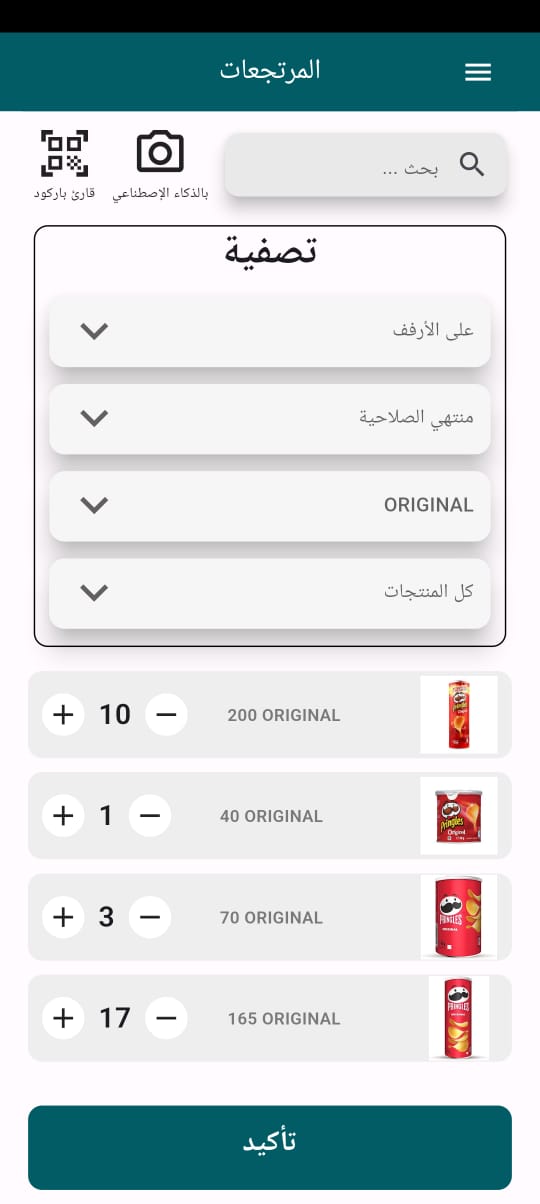 المرتجعات
بحث ...
بالذكاء الإصطناعي
قارئ باركود
تصفية
على الأرفف
منتهي الصلاحية
ORIGINAL
كل المنتجات
200 ORIGINAL
10
Pringles
40 ORIGINAL
1
Pringles
Original
70 ORIGINAL
3
PRINGLES
ORIGINAL
165 ORIGINAL
17
PRINGLES
تأكيد